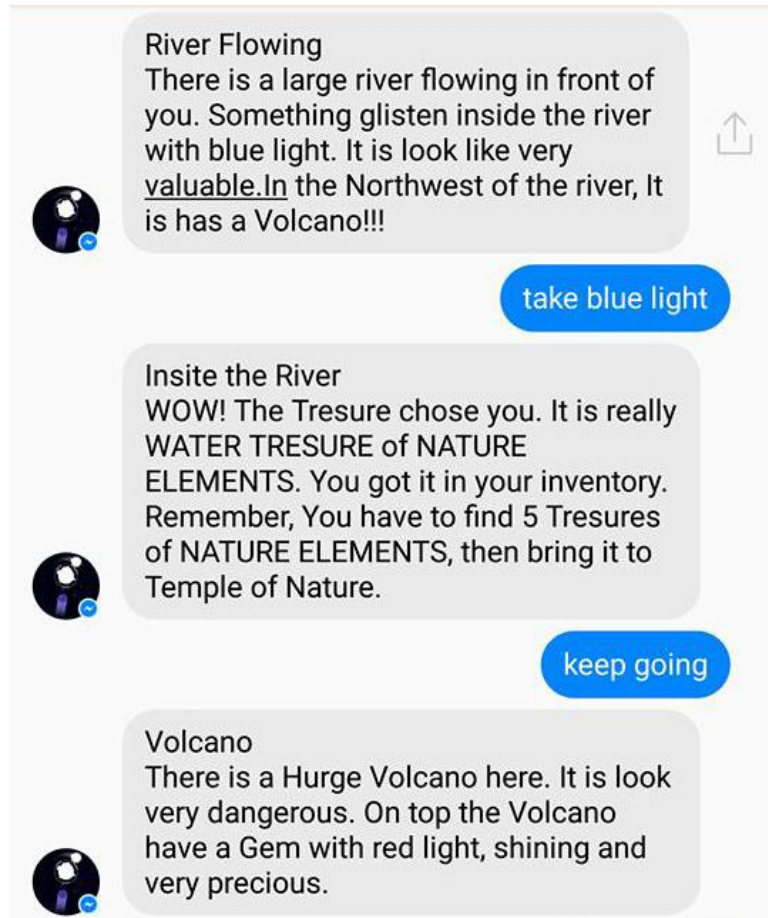 River Flowing
There is a large river flowing in front of
you. Something glisten inside the river
with blue light. It is look like very
valuable.In the Northwest of the river, It
is has a Volcano!!!
take blue light
Insite the River
WOW! The Tresure chose you. It is really
WATER TRESURE of NATURE
ELEMENTS. You got it in your inventory.
Remember, You have to find 5 Tresures
of NATURE ELEMENTS, then bring it to
Temple of Nature.
keep going
Volcano
There is a Hurge Volcano here. It is look
very dangerous. On top the Volcano
have a Gem with red light, shining and
very precious.